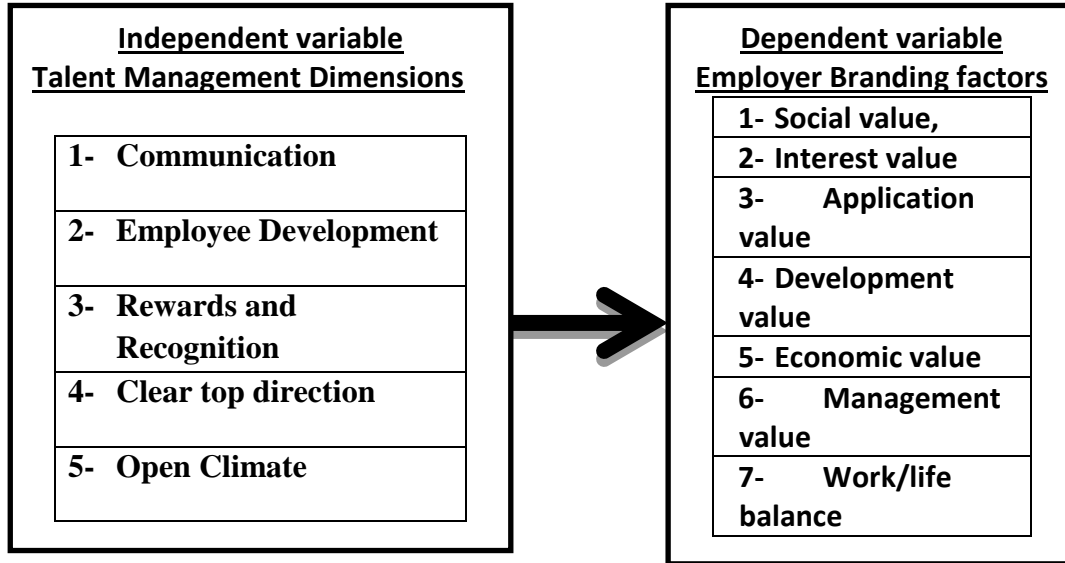 Independent variable
Talent Management Dimensions
1- Communication
2- Employee Development
3- Rewards and
Recognition
4- Clear top direction
5- Open Climate
Dependent variable
Employer Branding factors
1- Social value,
2- Interest value
3- Application
value
4- Development
value
5- Economic value
6- Management
value
7- Work/life
balance